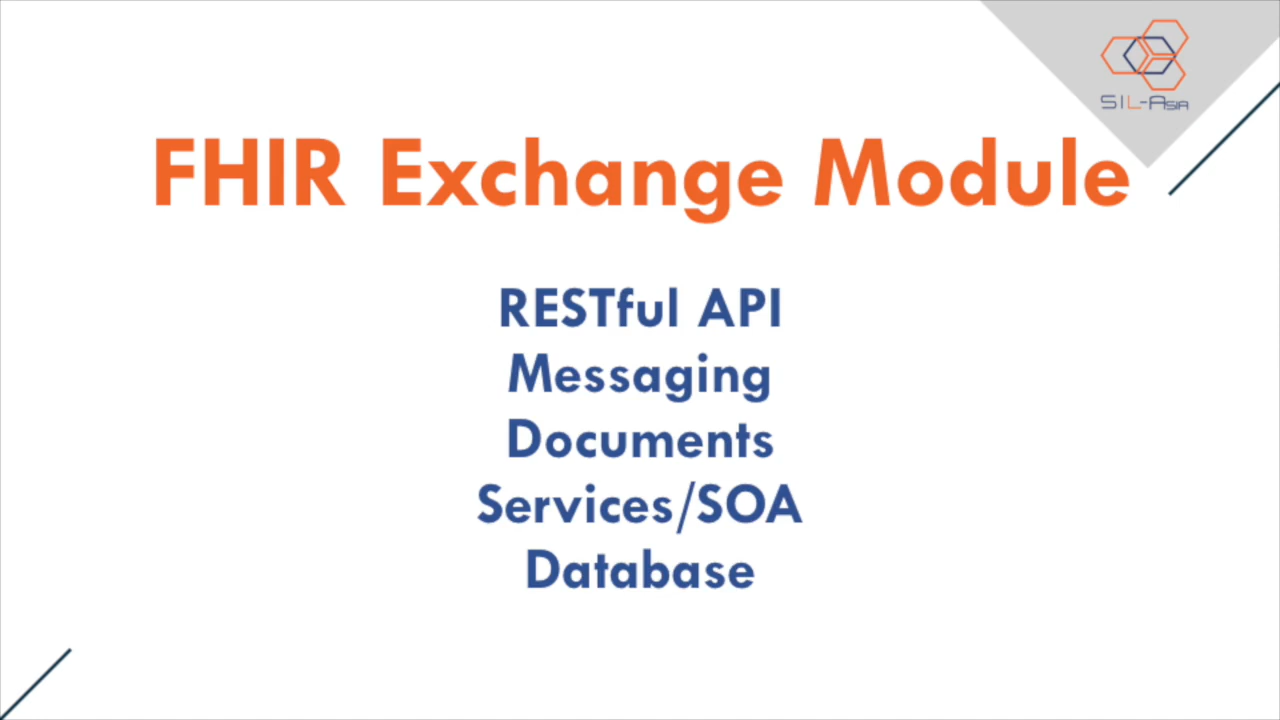 SIL-Asia
FHIR Exchange Module
RESTful API
Messaging
Documents
Services/SOA
Database